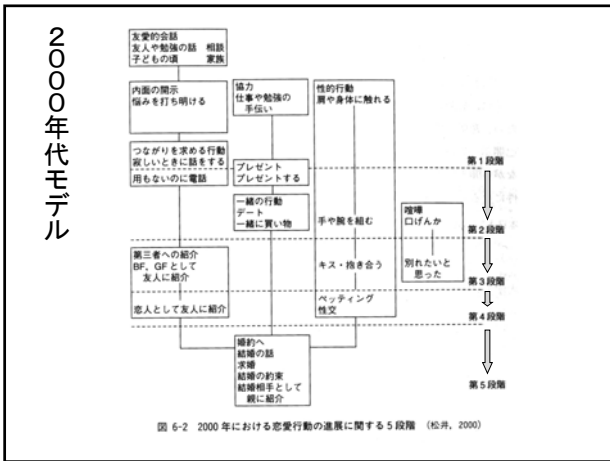 2000年代モデル
友愛的会話
友人や勉強の話 相談
子どもの頃 家族
内面の開示
悩みを打ち明ける
つながりを求める行動
寂しいときに話をする
用もないのに電話
協力
仕事や勉強の
手伝い
プレゼント
プレゼントする
一緒の行動
デート
一緒に買い物
性的行動
肩や身体に触れる
手や腕を組む
キス・抱き合う
ペッティング
性交
喧嘩
口げんか
別れたいと
思った
第三者への紹介
BF、GFとして
友人に紹介
恋人として友人に紹介
婚約へ
結婚の話
求婚
結婚の約束
結婚相手として
親に紹介
第1段階
第2段階
第3段階
第4段階
第5段階
図 6-2 2000年における恋愛行動の進展に関する5段階 (松井, 2000)